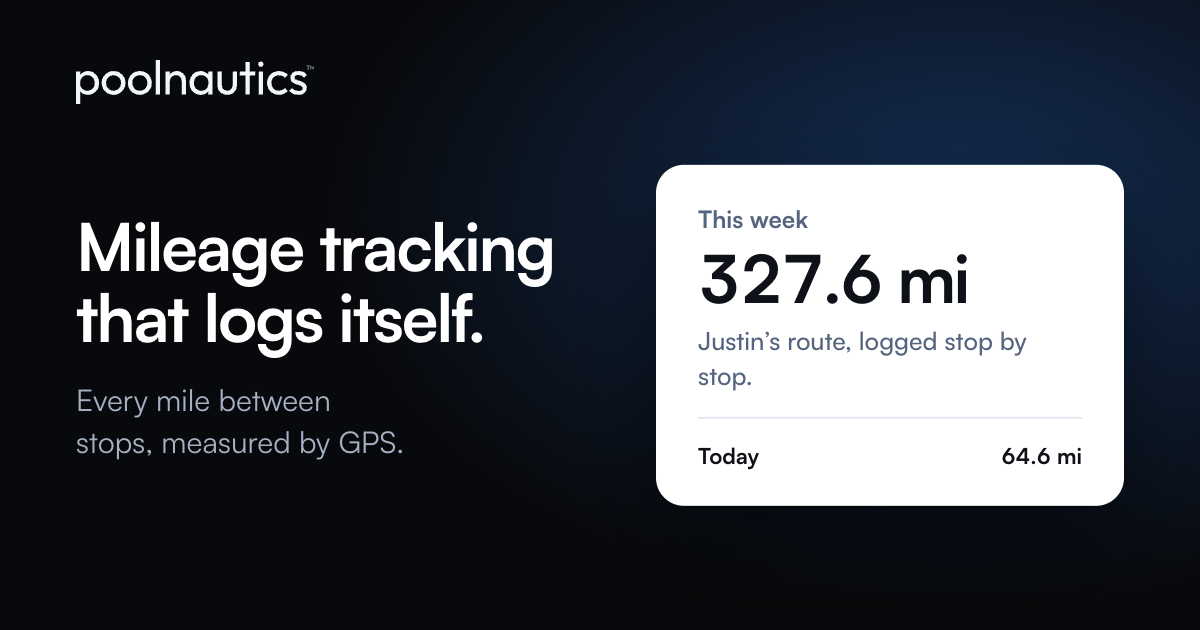 poolnautics™
Mileage tracking
that logs itself.
Every mile between
stops, measured by GPS.
This week
327.6 mi
Justin’s route, logged stop by
stop.
Today 64.6 mi